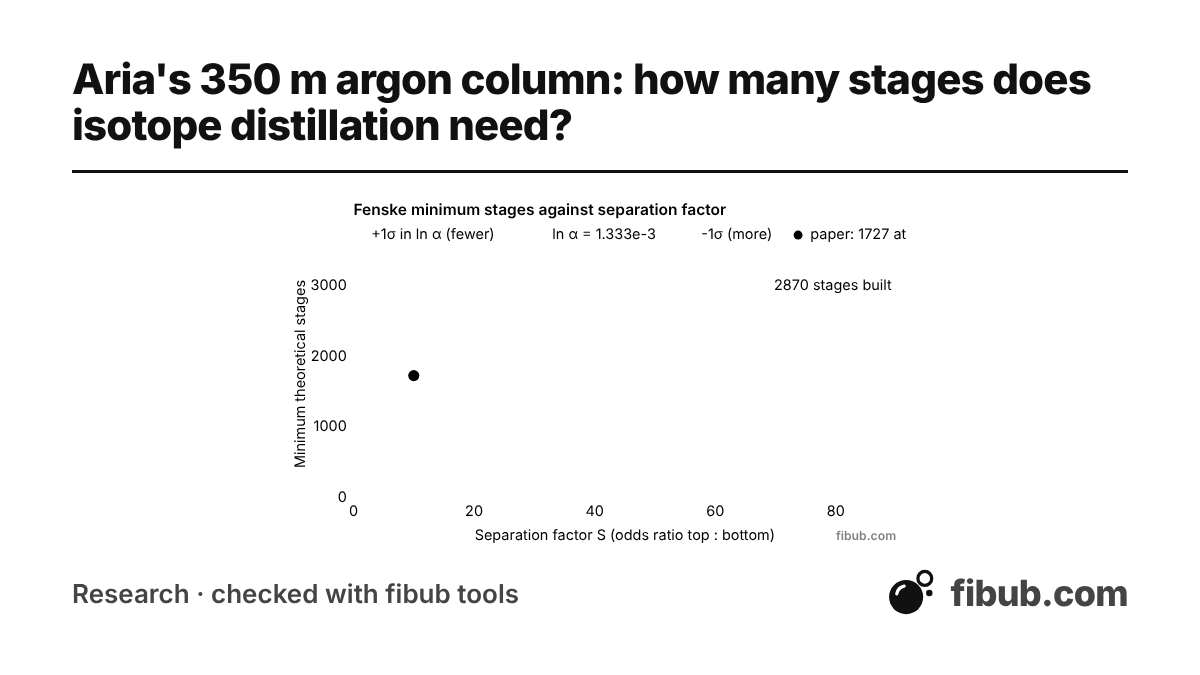 Aria's 350 m argon column: how many stages does
isotope distillation need?
Fenske minimum stages against separation factor
+1σ in ln α (fewer) ln α = 1.333e-3 -1σ (more) paper: 1727 at
Minimum theoretical stages
3000
2870 stages built
2000
1000
0
0 20 40 60 80
Separation factor S (odds ratio top : bottom)
fibub.com
Research · checked with fibub tools
fibub.com